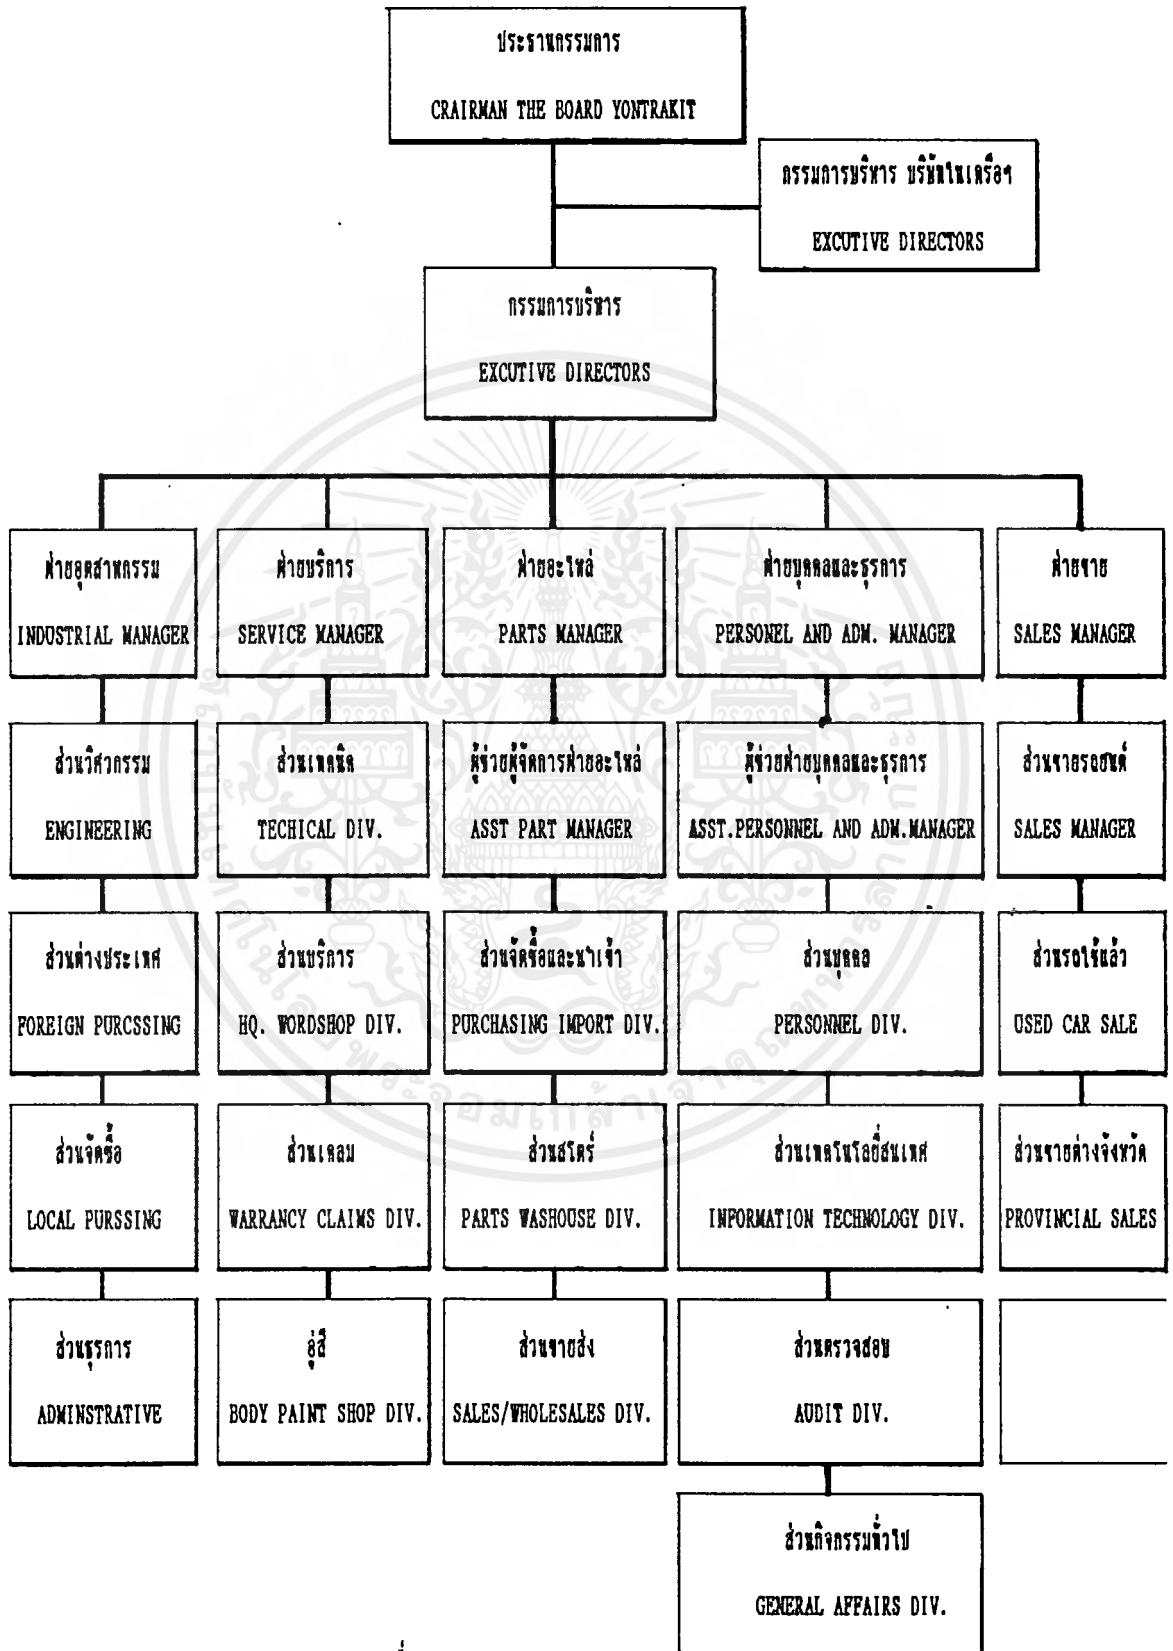 ประธานกรรมการ
CRAIRMAN THE BOARD YONTRAKIT
กรรมการบริหาร บริษัทในเครือฯ
EXCUTIVE DIRECTORS
กรรมการบริหาร
EXCUTIVE DIRECTORS
ฝ่ายอุตสาหกรรม
INDUSTRIAL MANAGER
ฝ่ายบริการ
SERVICE MANAGER
ฝ่ายอะไหล่
PARTS MANAGER
ฝ่ายบุคคลและธุรการ
PERSONEL AND ADM. MANAGER
ฝ่ายขาย
SALES MANAGER
ส่วนวิศวกรรม
ENGINEERING
ส่วนเทคนิค
TECHICAL DIV.
ผู้ช่วยผู้จัดการฝ่ายอะไหล่
ASST PART MANAGER
ผู้ช่วยฝ่ายบุคคลและธุรการ
ASST.PERSONNEL AND ADM.MANAGER
ส่วนขายรถยนต์
SALES MANAGER
ส่วนต่างประเทศ
FOREIGN PURCSSING
ส่วนบริการ
HQ. WORDSHOP DIV.
ส่วนจัดซื้อและนำเข้า
PURCHASING IMPORT DIV.
ส่วนบุคคล
PERSONNEL DIV.
ส่วนรถใช้แล้ว
USED CAR SALE
ส่วนจัดซื้อ
LOCAL PURSSING
ส่วนเคลม
WARRANCY CLAIMS DIV.
ส่วนสโตร์
PARTS WASHOUSE DIV.
ส่วนเทคโนโลยี่สนเทศ
INFORMATION TECHNOLOGY DIV.
ส่วนขายต่างจังหวัด
PROVINCIAL SALES
ส่วนธุรการ
ADMINSTRATIVE
อู่สี
BODY PAINT SHOP DIV.
ส่วนขายส่ง
SALES/WHOLESALES DIV.
ส่วนตรวจสอบ
AUDIT DIV.
ส่วนกิจกรรมทั่วไป
GENERAL AFFAIRS DIV.